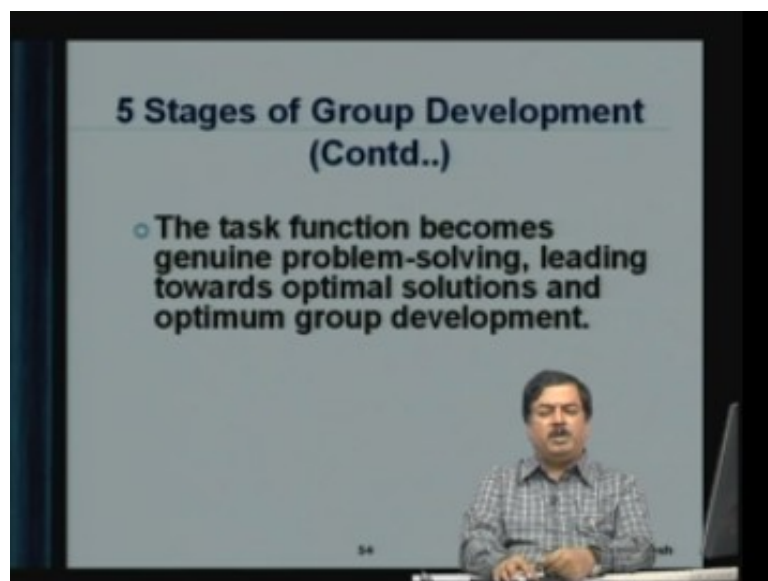 5 Stages of Group Development
(Contd..)
The task function becomes
genuine problem-solving, leading
towards optimal solutions and
optimum group development.
54